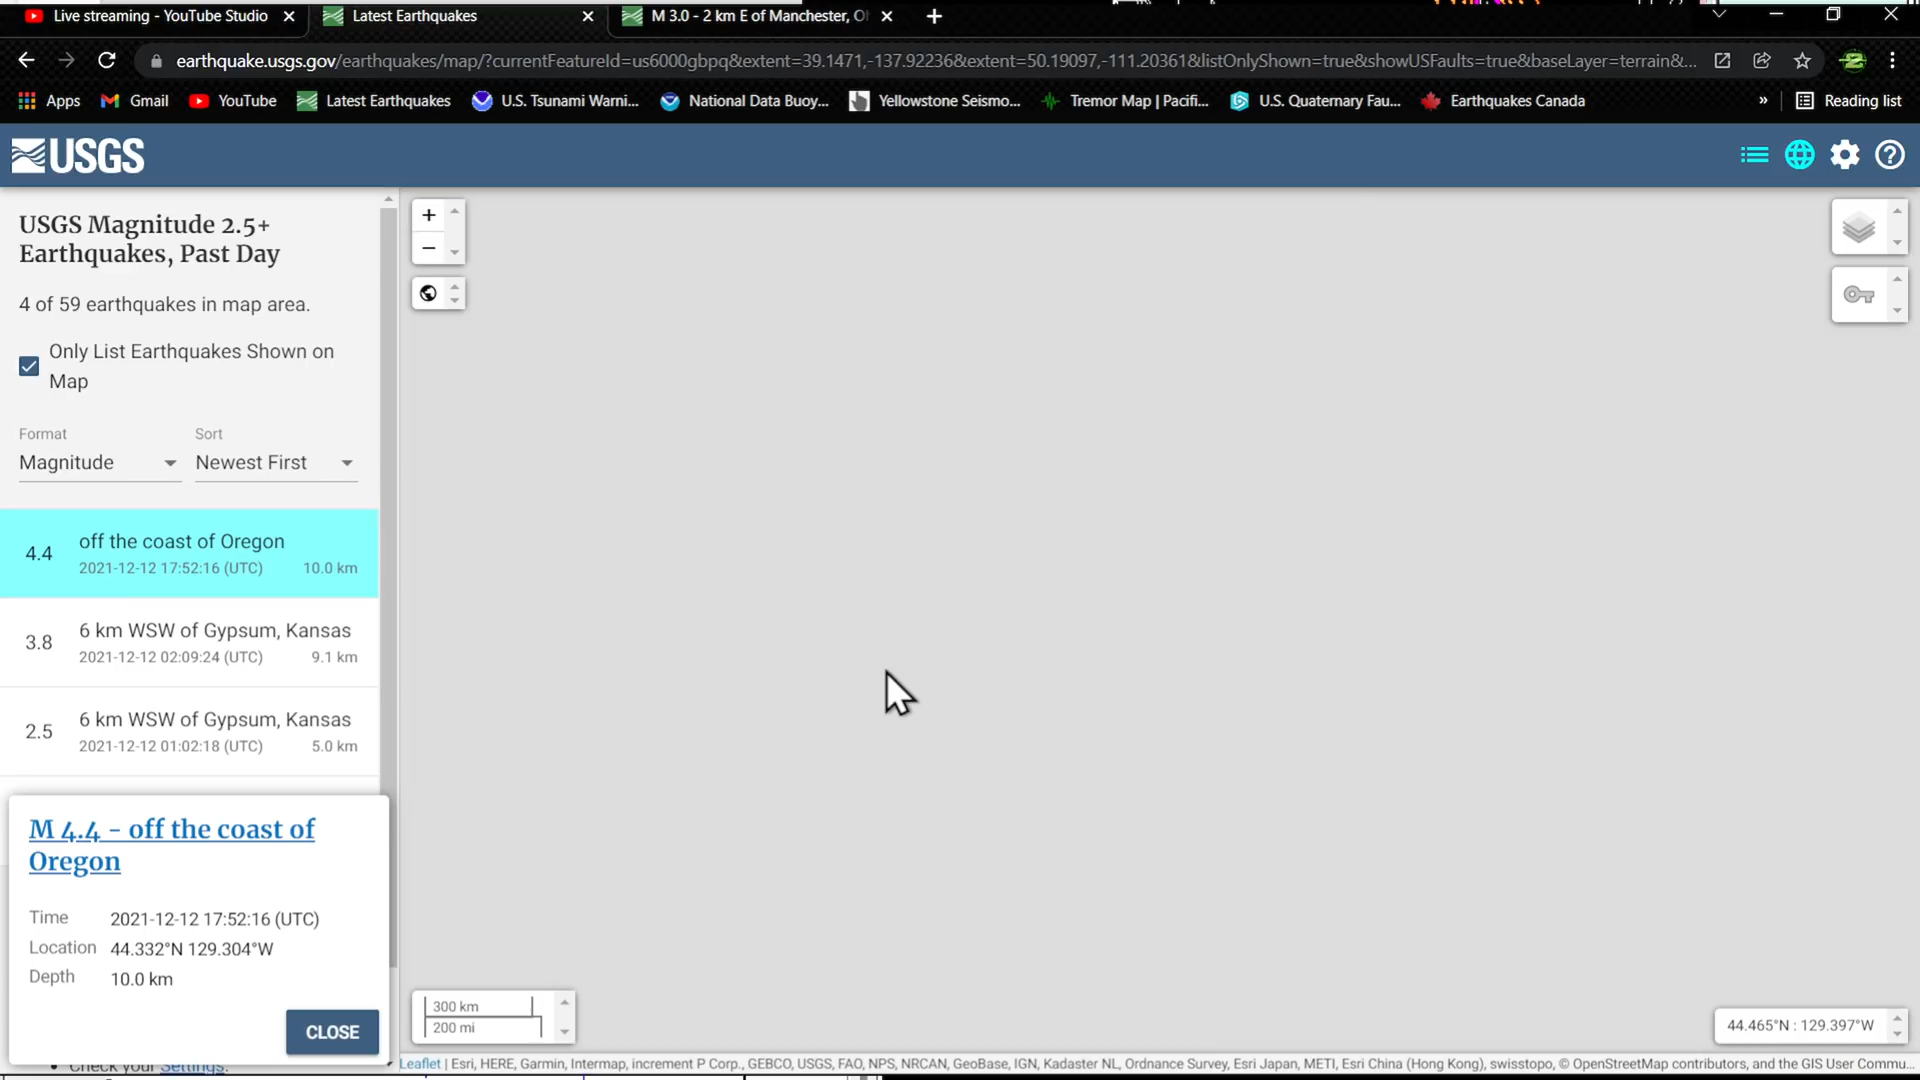 Live streaming - YouTube Studio
Latest Earthquakes
M 3.0 - 2 km E of Manchester, O
earthquake.usgs.gov/earthquakes/map/?currentFeatureId=us6000gbpq&extent=39.1471,-137.92236&extent=50.19097,-111.20361&listOnlyShown=true&showUSFaults=true&baseLayer=terrain&...
Apps
Gmail
YouTube
Latest Earthquakes
U.S. Tsunami Warni...
National Data Buoy...
Yellowstone Seismo...
Tremor Map | Pacifi...
U.S. Quaternary Fau...
Earthquakes Canada
»
Reading list
USGS
USGS Magnitude 2.5+
Earthquakes, Past Day
4 of 59 earthquakes in map area.
Only List Earthquakes Shown on
Map
Format
Sort
Magnitude
Newest First
4.4
off the coast of Oregon
2021-12-12 17:52:16 (UTC)
10.0 km
3.8
6 km WSW of Gypsum, Kansas
2021-12-12 02:09:24 (UTC)
9.1 km
2.5
6 km WSW of Gypsum, Kansas
2021-12-12 01:02:18 (UTC)
5.0 km
M 4.4 - off the coast of
Oregon
Time 2021-12-12 17:52:16 (UTC)
Location 44.332°N 129.304°W
Depth 10.0 km
CLOSE
Check your Settings.
+
−
300 km
200 mi
44.465°N : 129.397°W
Leaflet | Esri, HERE, Garmin, Intermap, increment P Corp., GEBCO, USGS, FAO, NPS, NRCAN, GeoBase, IGN, Kadaster NL, Ordnance Survey, Esri Japan, METI, Esri China (Hong Kong), swisstopo, © OpenStreetMap contributors, and the GIS User Commu...